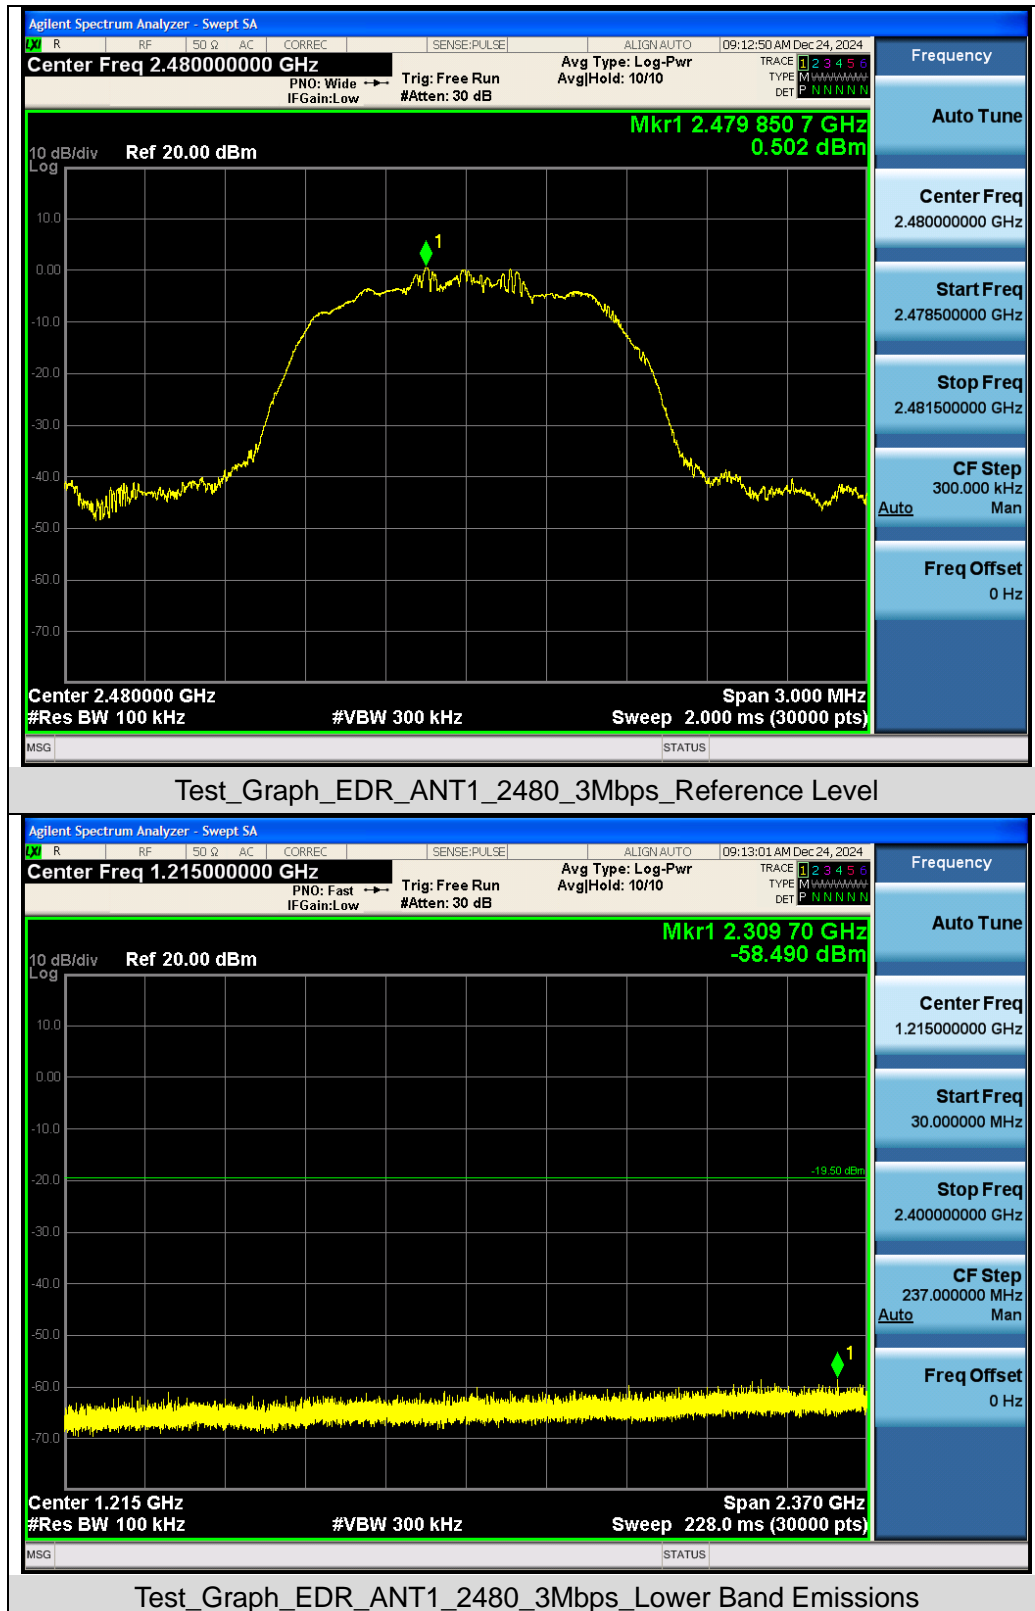 Agilent Spectrum Analyzer - Swept SA
LXI R RF 50 Ω AC CORREC SENSE:PULSE ALIGN AUTO 09:12:50 AM Dec 24, 2024
Center Freq 2.480000000 GHz
PNO: Wide
IFGain:Low
Trig: Free Run
#Atten: 30 dB
Avg Type: Log-Pwr
Avg|Hold: 10/10
TRACE 1 2 3 4 5 6
TYPE M
DET P N N N N N
Mkr1 2.479 850 7 GHz
0.502 dBm
10 dB/div Ref 20.00 dBm
Log
10.0
0.00
-10.0
-20.0
-30.0
-40.0
-50.0
-60.0
-70.0
1
Center 2.480000 GHz Span 3.000 MHz
#Res BW 100 kHz #VBW 300 kHz Sweep 2.000 ms (30000 pts)
MSG STATUS
Frequency
Auto Tune
Center Freq
2.480000000 GHz
Start Freq
2.478500000 GHz
Stop Freq
2.481500000 GHz
CF Step
300.000 kHz
Auto Man
Freq Offset
0 Hz
Test_Graph_EDR_ANT1_2480_3Mbps_Reference Level
Agilent Spectrum Analyzer - Swept SA
LXI R RF 50 Ω AC CORREC SENSE:PULSE ALIGN AUTO 09:13:01 AM Dec 24, 2024
Center Freq 1.215000000 GHz
PNO: Fast
IFGain:Low
Trig: Free Run
#Atten: 30 dB
Avg Type: Log-Pwr
Avg|Hold: 10/10
TRACE 1 2 3 4 5 6
TYPE M
DET P N N N N N
Mkr1 2.309 70 GHz
-58.490 dBm
10 dB/div Ref 20.00 dBm
Log
10.0
0.00
-10.0
-20.0
-30.0
-40.0
-50.0
-60.0
-70.0
-19.50 dBm
1
Center 1.215 GHz Span 2.370 GHz
#Res BW 100 kHz #VBW 300 kHz Sweep 228.0 ms (30000 pts)
MSG STATUS
Frequency
Auto Tune
Center Freq
1.215000000 GHz
Start Freq
30.000000 MHz
Stop Freq
2.400000000 GHz
CF Step
237.000000 MHz
Auto Man
Freq Offset
0 Hz
Test_Graph_EDR_ANT1_2480_3Mbps_Lower Band Emissions